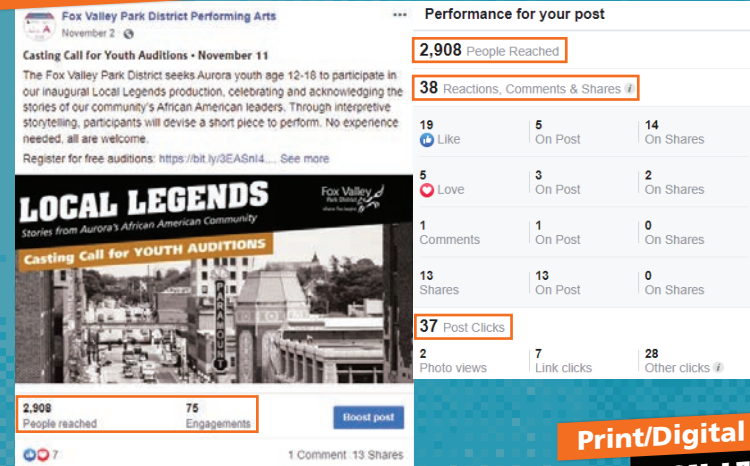 Fox Valley Park District Performing Arts
November 2
Casting Call for Youth Auditions • November 11
The Fox Valley Park District seeks Aurora youth age 12-18 to participate in
our inaugural Local Legends production, celebrating and acknowledging the
stories of our community's African American leaders. Through interpretive
storytelling, participants will devise a short piece to perform. No experience
needed, all are welcome.
Register for free auditions: https://bit.ly/3EASnI4.... See more
LOCAL LEGENDS
Stories from Aurora's African American Community
Casting Call for YOUTH AUDITIONS
Fox Valley
Park District
where fun begins
PARAMOUNT
2,908
People reached
75
Engagements
Boost post
7
1 Comment 13 Shares
Performance for your post
2,908 People Reached
38 Reactions, Comments & Shares
19 5 14
Like On Post On Shares
5 3 2
Love On Post On Shares
1 1 0
Comments On Post On Shares
13 13 0
Shares On Post On Shares
37 Post Clicks
2 7 28
Photo views Link clicks Other clicks
Print/Digital